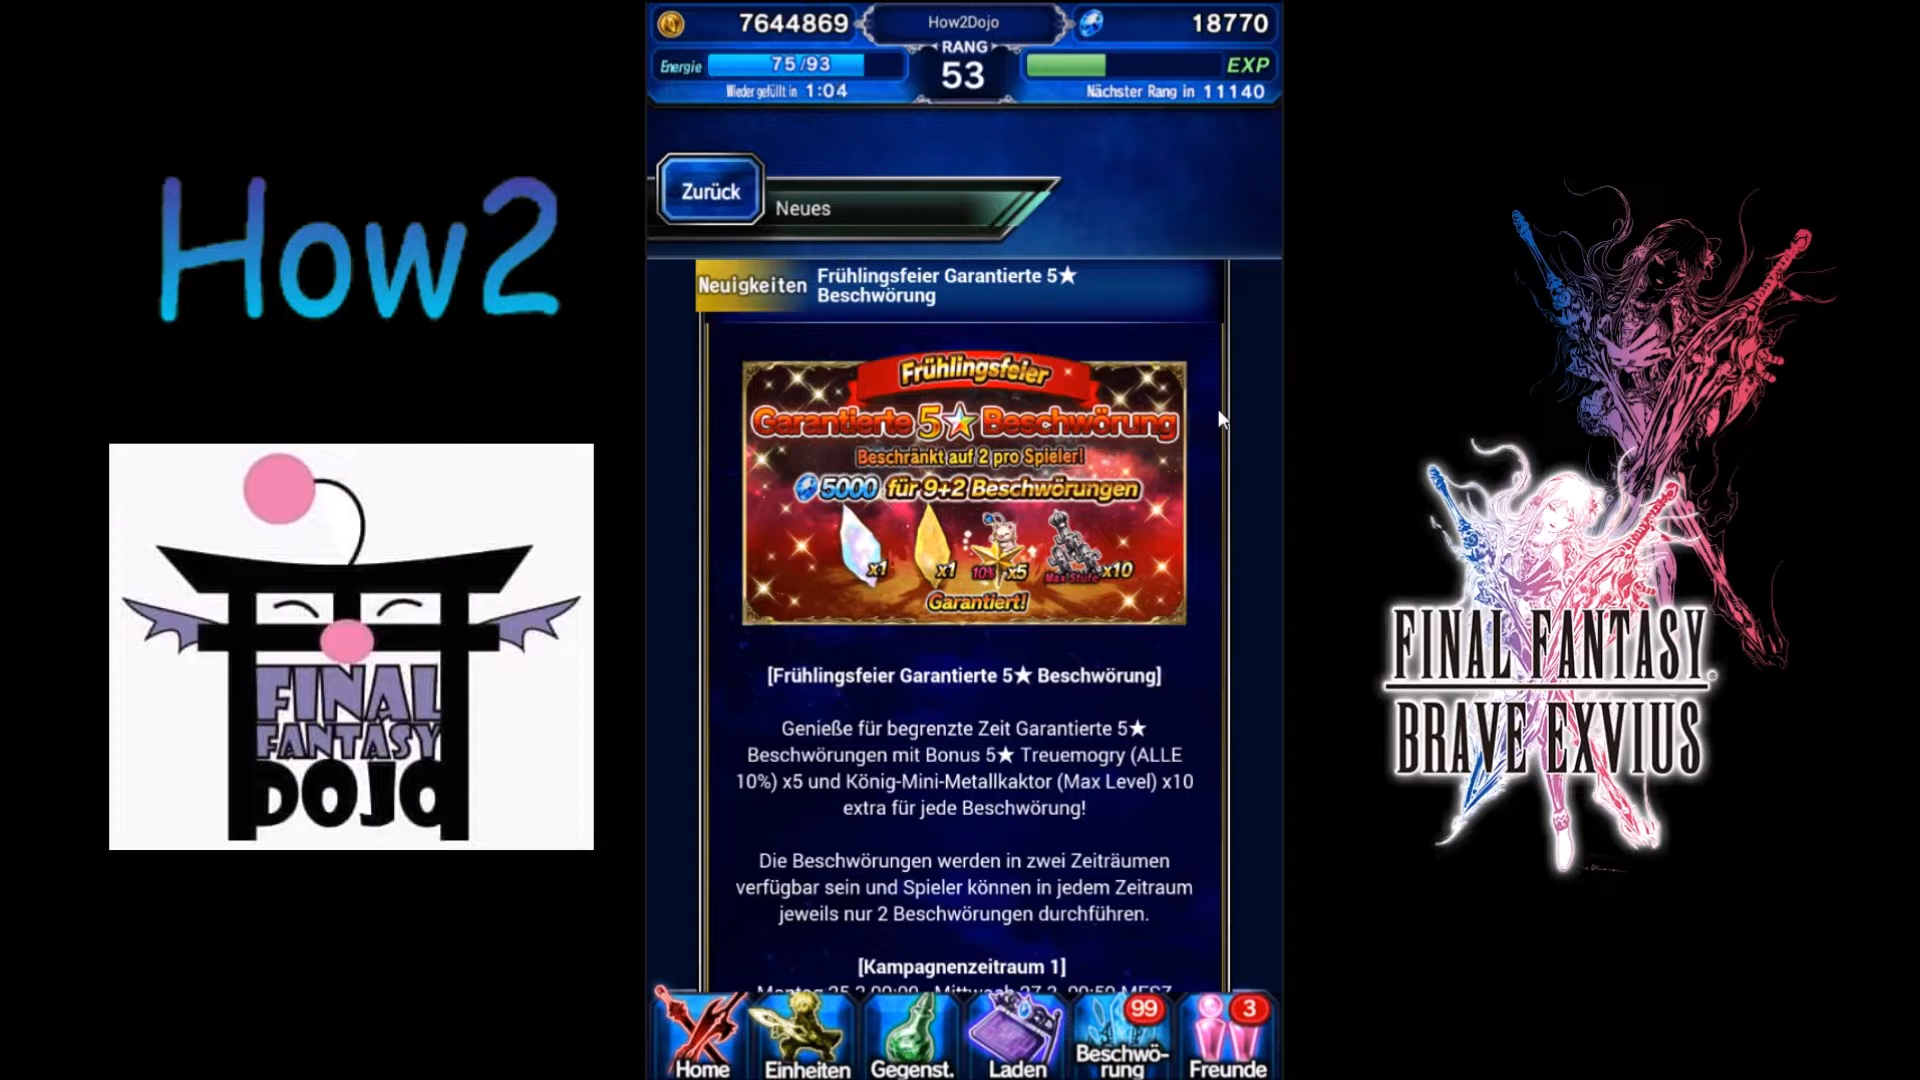 7644869
How2Dojo
18770
RANG
53
Energie
75/93
Wieder gefüllt in 1:04
EXP
Nächster Rang in 11140
Zurück
Neues
Neuigkeiten
Frühlingsfeier Garantierte 5★
Beschwörung
Frühlingsfeier
Garantierte 5★ Beschwörung
Beschränkt auf 2 pro Spieler!
5000 für 9+2 Beschwörungen
x1
x1
10% x5
Max Stufe x10
Garantiert!
[Frühlingsfeier Garantierte 5★ Beschwörung]
Genieße für begrenzte Zeit Garantierte 5★
Beschwörungen mit Bonus 5★ Treuemogry (ALLE
10%) x5 und König-Mini-Metallkaktor (Max Level) x10
extra für jede Beschwörung!
Die Beschwörungen werden in zwei Zeiträumen
verfügbar sein und Spieler können in jedem Zeitraum
jeweils nur 2 Beschwörungen durchführen.
[Kampagnenzeitraum 1]
Home
Einheiten
Gegenst.
Laden
99
Beschwö-
rung
3
Freunde
How2
FINAL
FANTASY
DOJO
FINAL FANTASY
BRAVE EXVIUS